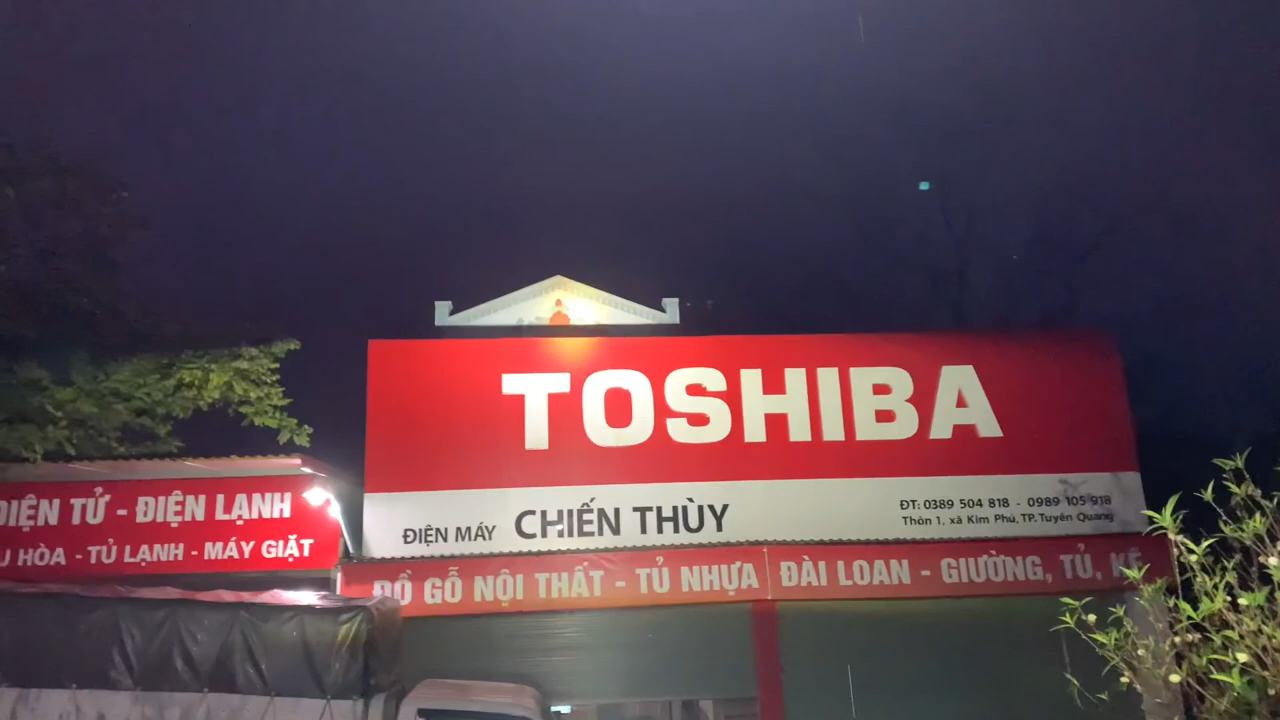 TOSHIBA
ĐIỆN MÁY CHIẾN THÙY
ĐT: 0389 504 818 - 0989 105 918
Thôn 1, xã Kim Phú, TP. Tuyên Quang
ĐỒ GỖ NỘI THẤT - TỦ NHỰA ĐÀI LOAN - GIƯỜNG, TỦ, KỆ
ĐIỆN TỬ - ĐIỆN LẠNH
HÒA - TỦ LẠNH - MÁY GIẶT